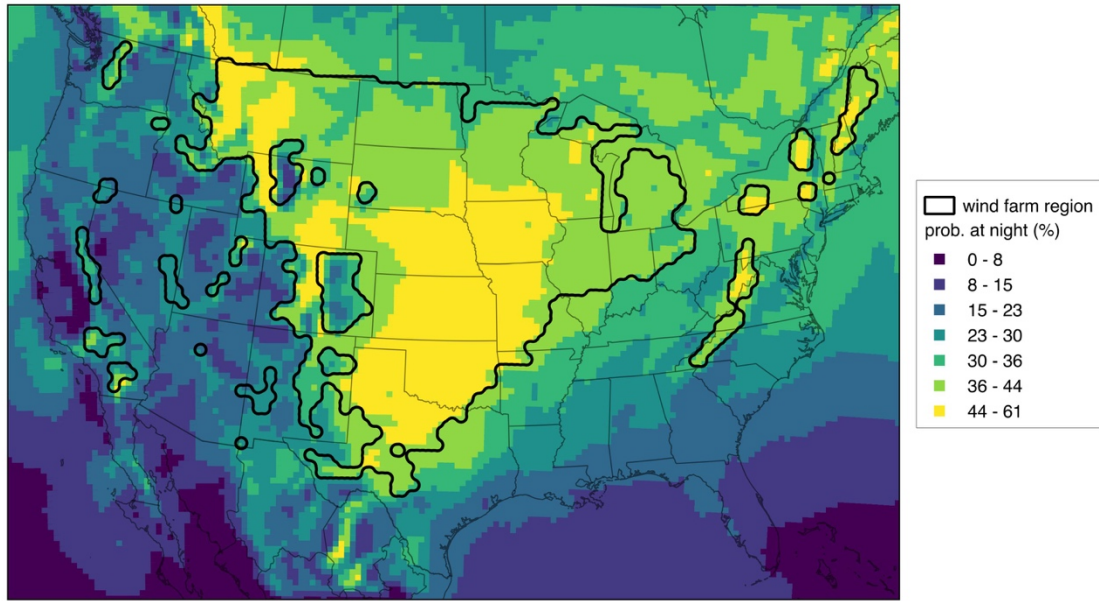 wind farm region
prob. at night (%)
0 - 8
8 - 15
15 - 23
23 - 30
30 - 36
36 - 44
44 - 61